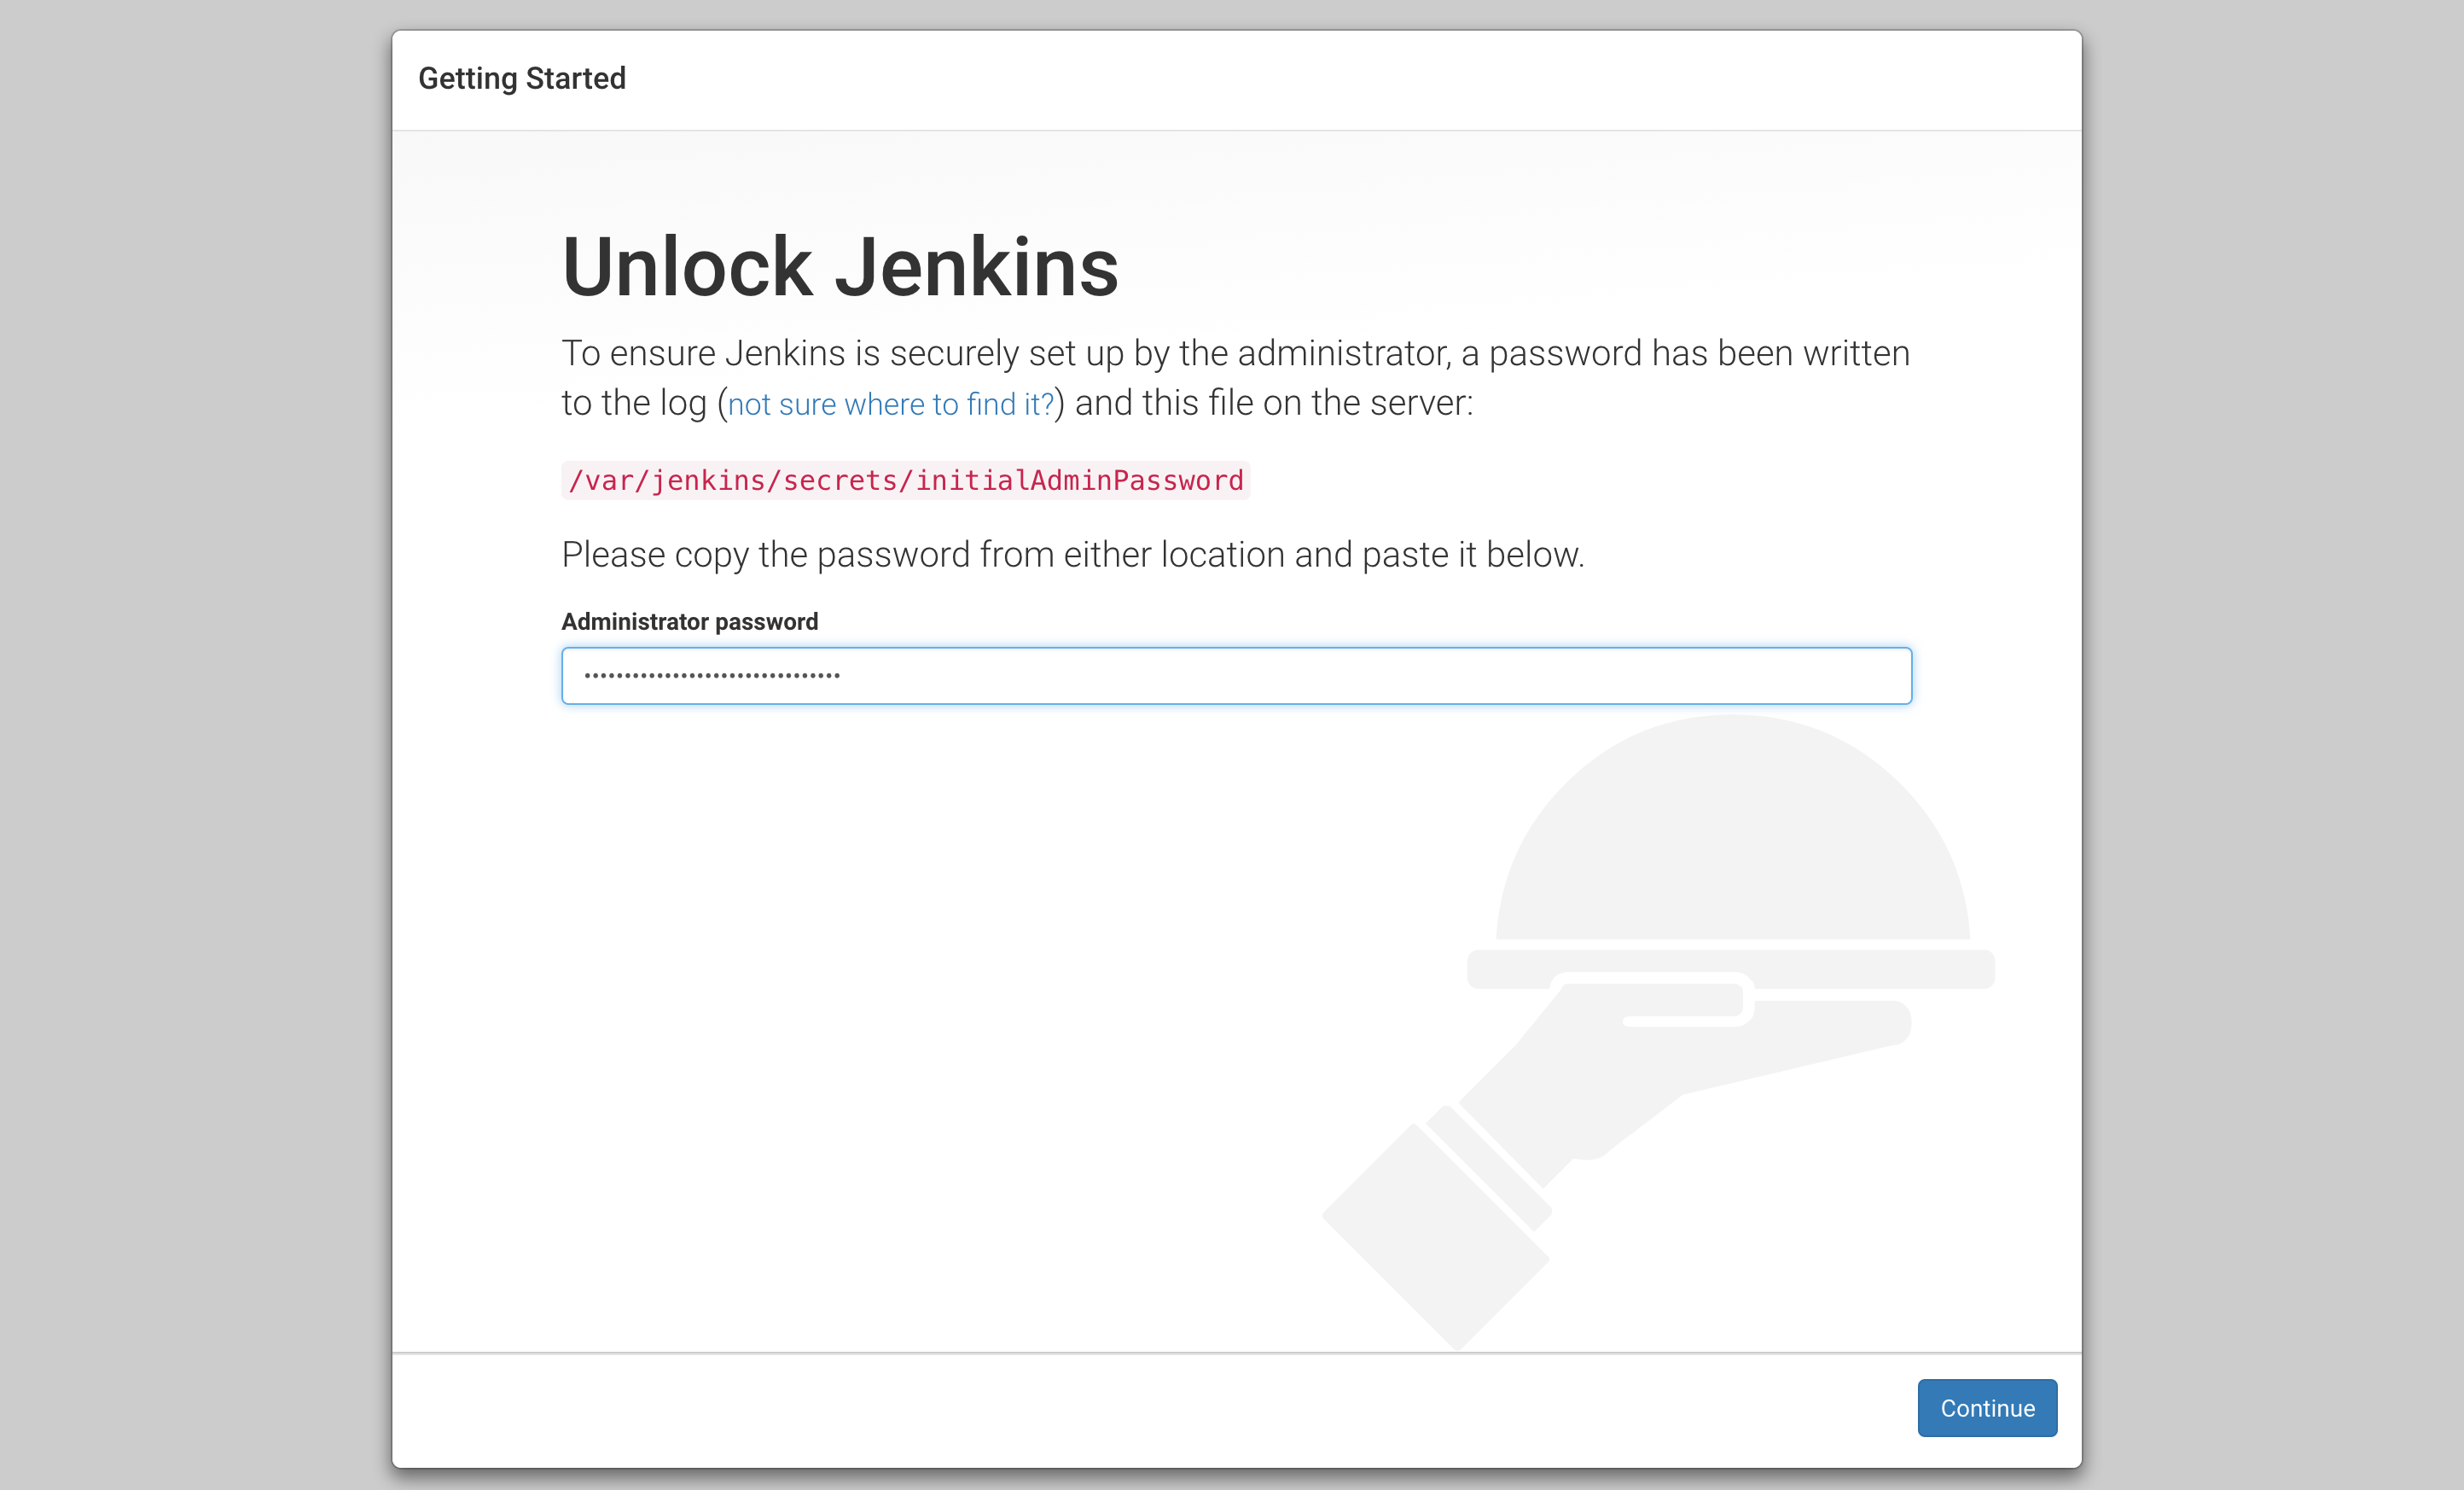 Getting Started
Unlock Jenkins
To ensure Jenkins is securely set up by the administrator, a password has been written
to the log (not sure where to find it?) and this file on the server:
/var/jenkins/secrets/initialAdminPassword
Please copy the password from either location and paste it below.
Administrator password
••••••••••••••••••••••••••••••••
Continue